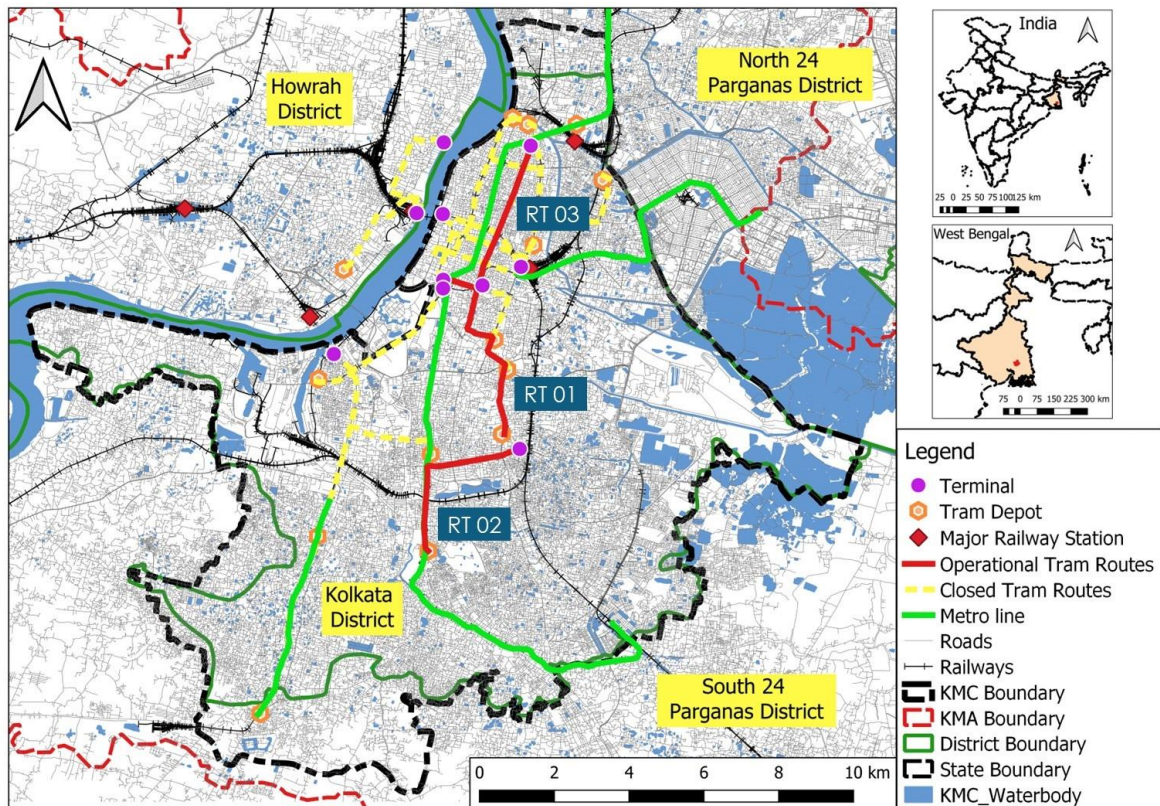 Howrah
District
North 24
Parganas District
RT 03
RT 01
RT 02
Kolkata
District
South 24
Parganas District
0 2 4 6 8 10 km
India
25 0 25 50 75 100 125 km
West Bengal
75 0 75 150 225 300 km
Legend
Terminal
Tram Depot
Major Railway Station
Operational Tram Routes
Closed Tram Routes
Metro line
Roads
Railways
KMC Boundary
KMA Boundary
District Boundary
State Boundary
KMC_Waterbody